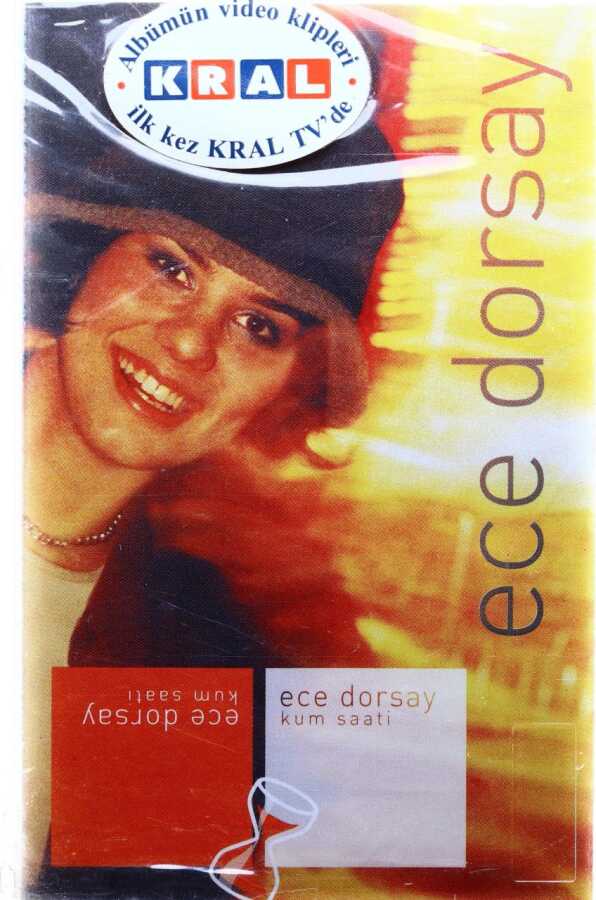 Albümün video klipleri
KRAL
ilk kez KRAL TV'de
ece dorsay
ece dorsay
kum saati
ece dorsay
kum saati